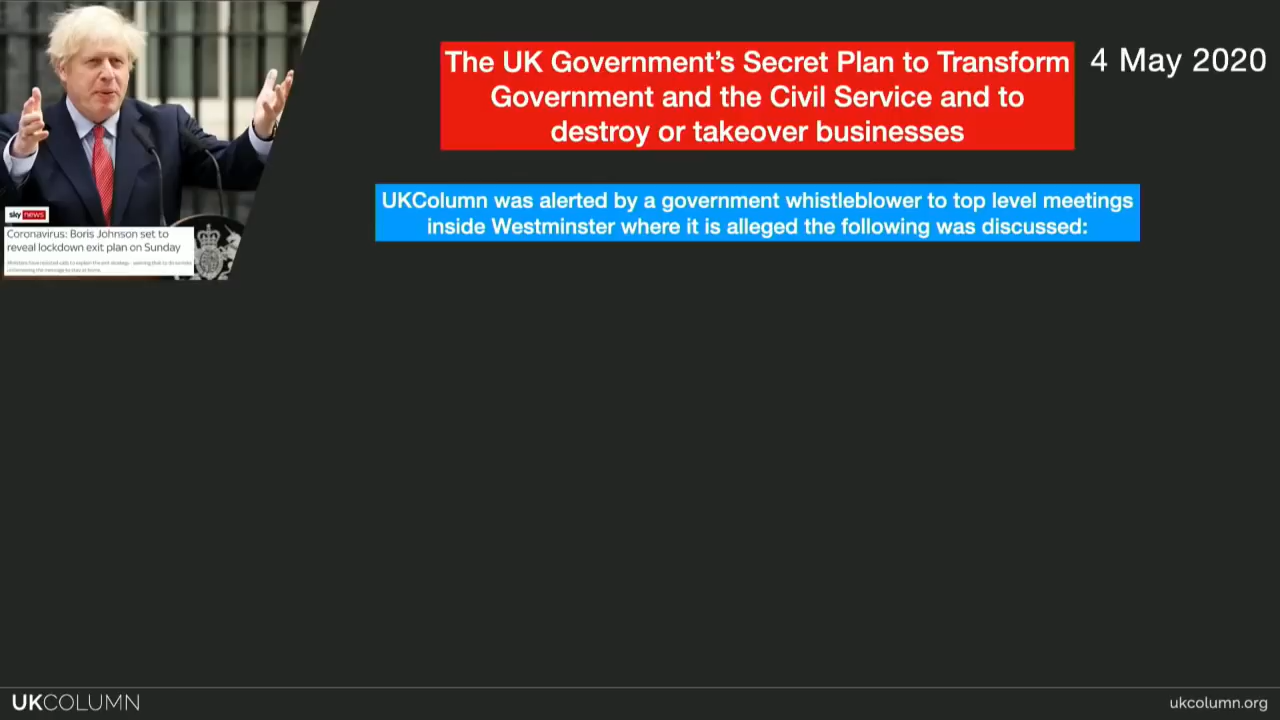 The UK Government's Secret Plan to Transform
Government and the Civil Service and to
destroy or takeover businesses
4 May 2020
UKColumn was alerted by a government whistleblower to top level meetings
inside Westminster where it is alleged the following was discussed:
sky news
Coronavirus: Boris Johnson set to
reveal lockdown exit plan on Sunday
UKCOLUMN
ukcolumn.org